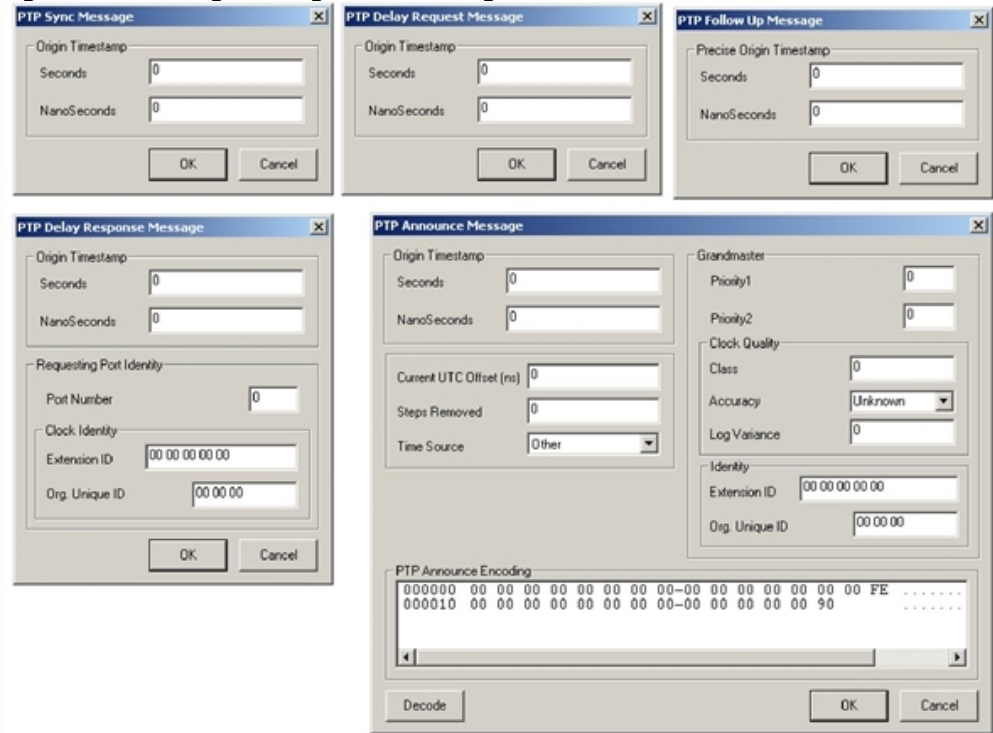 PTP Sync Message
Origin Timestamp
Seconds 0
NanoSeconds 0
OK Cancel
PTP Delay Request Message
Origin Timestamp
Seconds 0
NanoSeconds 0
OK Cancel
PTP Follow Up Message
Precise Origin Timestamp
Seconds 0
NanoSeconds 0
OK Cancel
PTP Delay Response Message
Origin Timestamp
Seconds 0
NanoSeconds 0
Requesting Port Identity
Port Number 0
Clock Identity
Extension ID 00 00 00 00 00
Org. Unique ID 00 00 00
OK Cancel
PTP Announce Message
Origin Timestamp
Seconds 0
NanoSeconds 0
Current UTC Offset (ns) 0
Steps Removed 0
Time Source Other
Grandmaster
Priority1 0
Priority2 0
Clock Quality
Class 0
Accuracy Unknown
Log Variance 0
Identity
Extension ID 00 00 00 00 00
Org. Unique ID 00 00 00
PTP Announce Encoding
000000 00 00 00 00 00 00 00 00-00 00 00 00 00 00 00 FE .......
000010 00 00 00 00 00 00 00 00-00 00 00 00 00 90 .......
Decode OK Cancel